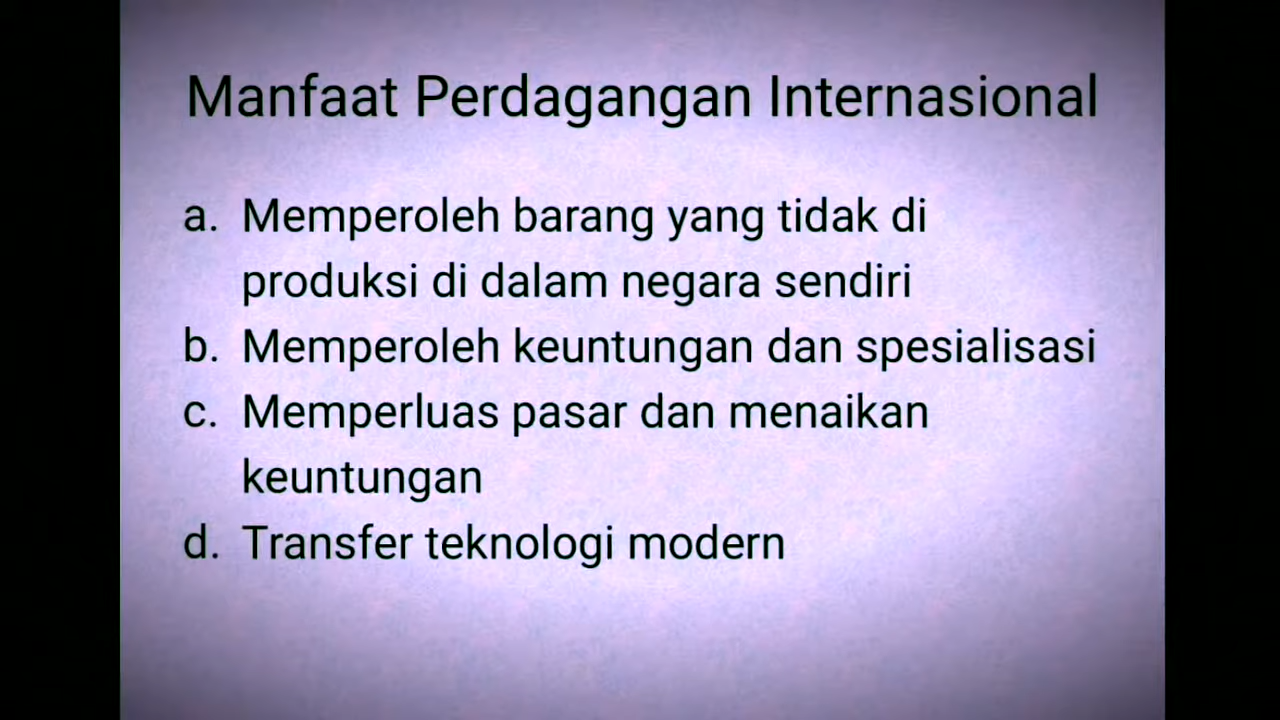 Manfaat Perdagangan Internasional
a. Memperoleh barang yang tidak di
produksi di dalam negara sendiri
b. Memperoleh keuntungan dan spesialisasi
c. Memperluas pasar dan menaikan
keuntungan
d. Transfer teknologi modern